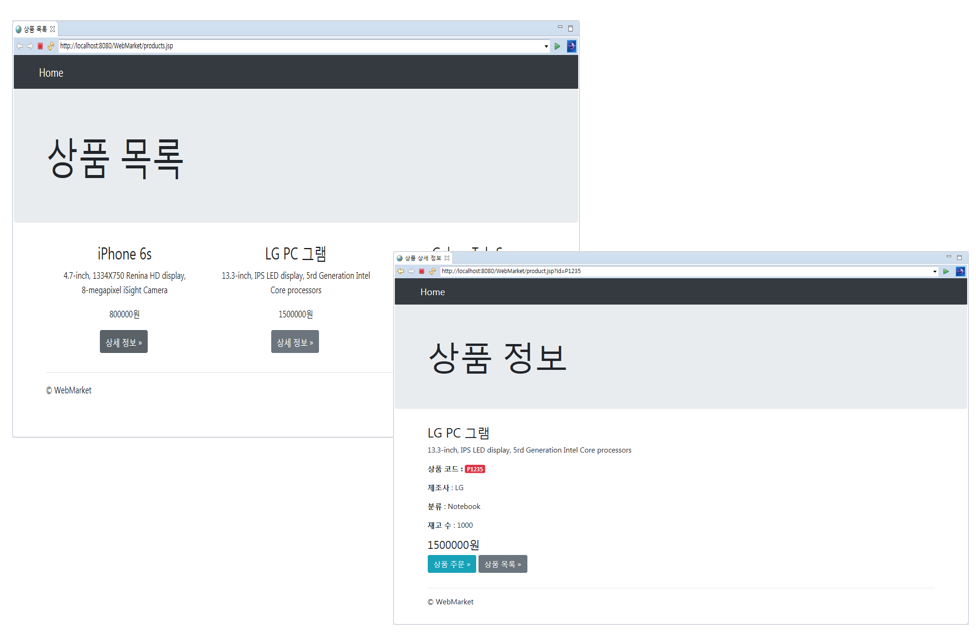 상품 목록
http://localhost:8080/WebMarket/products.jsp
Home
상품 목록
iPhone 6s
4.7-inch, 1334X750 Renina HD display,
8-megapixel iSight Camera
800000원
상세 정보 »
LG PC 그램
13.3-inch, IPS LED display, 5rd Generation Intel
Core processors
1500000원
상세 정보 »
© WebMarket
상품 상세 정보
http://localhost:8080/WebMarket/product.jsp?id=P1235
Home
상품 정보
LG PC 그램
13.3-inch, IPS LED display, 5rd Generation Intel Core processors
상품 코드 : P1235
제조사 : LG
분류 : Notebook
재고 수 : 1000
1500000원
상품 주문 » 상품 목록 »
© WebMarket